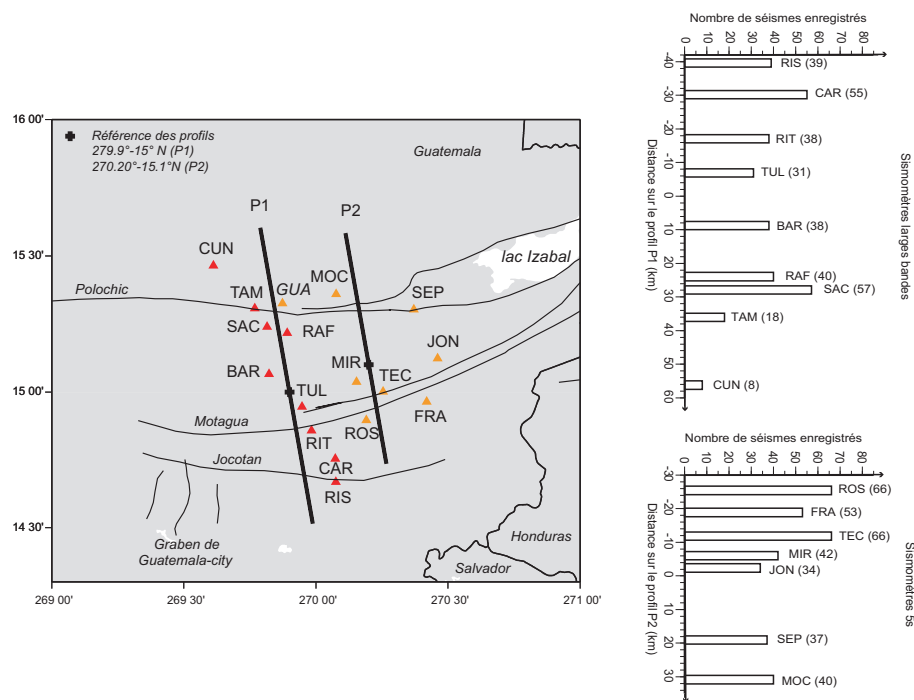 16 00'
15 30'
15 00'
14 30'
269 00'
269.30'
270.00'
270.30'
271 00'
Référence des profils
279.9°-15° N (P1)
270.20°-15.1°N (P2)
Guatemala
P1
P2
CUN
MOC
lac Izabal
Polochic
TAM
GUA
SEP
SAC
RAF
JON
BAR
MIR
TEC
TUL
Motagua
RIT
ROS
FRA
Jocotan
CAR
RIS
Graben de
Guatemala-city
Honduras
Salvador
Nombre de séismes enregistrés
0 10 20 30 40 50 60 70 80
-40 -30 -20 -10 0 10 20 30 40 50 60
Distance sur le profil P1 (km)
RIS (39)
CAR (55)
RIT (38)
TUL (31)
BAR (38)
RAF (40)
SAC (57)
TAM (18)
CUN (8)
Sismomètres larges bandes
Nombre de séismes enregistrés
0 10 20 30 40 50 60 70 80
-30 -20 -10 0 10 20 30
Distance sur le profil P2 (km)
ROS (66)
FRA (53)
TEC (66)
MIR (42)
JON (34)
SEP (37)
MOC (40)
Sismomètres 5s